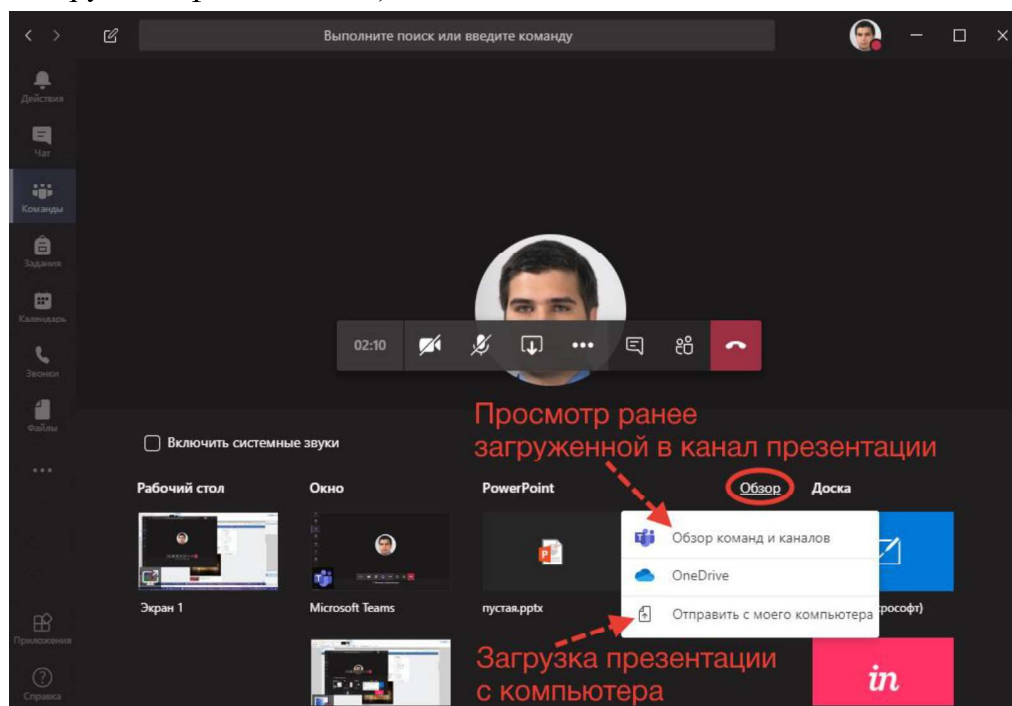 Выполните поиск или введите команду
Действия
Чат
Команды
Задания
Календарь
Звонки
Файлы
02:10
Просмотр ранее
загруженной в канал презентации
Включить системные звуки
Рабочий стол
Окно
PowerPoint
Обзор
Доска
Обзор команд и каналов
OneDrive
Отправить с моего компьютера
Экран 1
Microsoft Teams
пустая.pptx
Загрузка презентации
с компьютера
in
Приложения
Справка